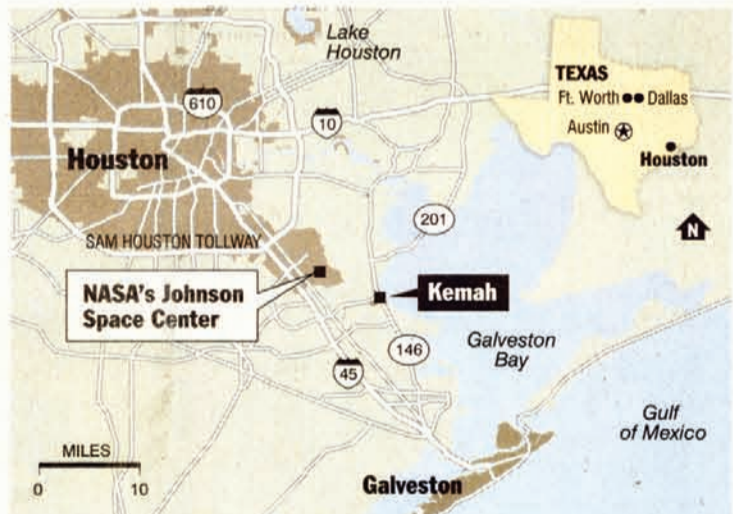 Lake
Houston
TEXAS
Ft. Worth Dallas
Austin
Houston
N
610
10
Houston
201
SAM HOUSTON TOLLWAY
NASA's Johnson
Space Center
Kemah
146
Galveston
Bay
45
Gulf
of Mexico
MILES
0 10
Galveston